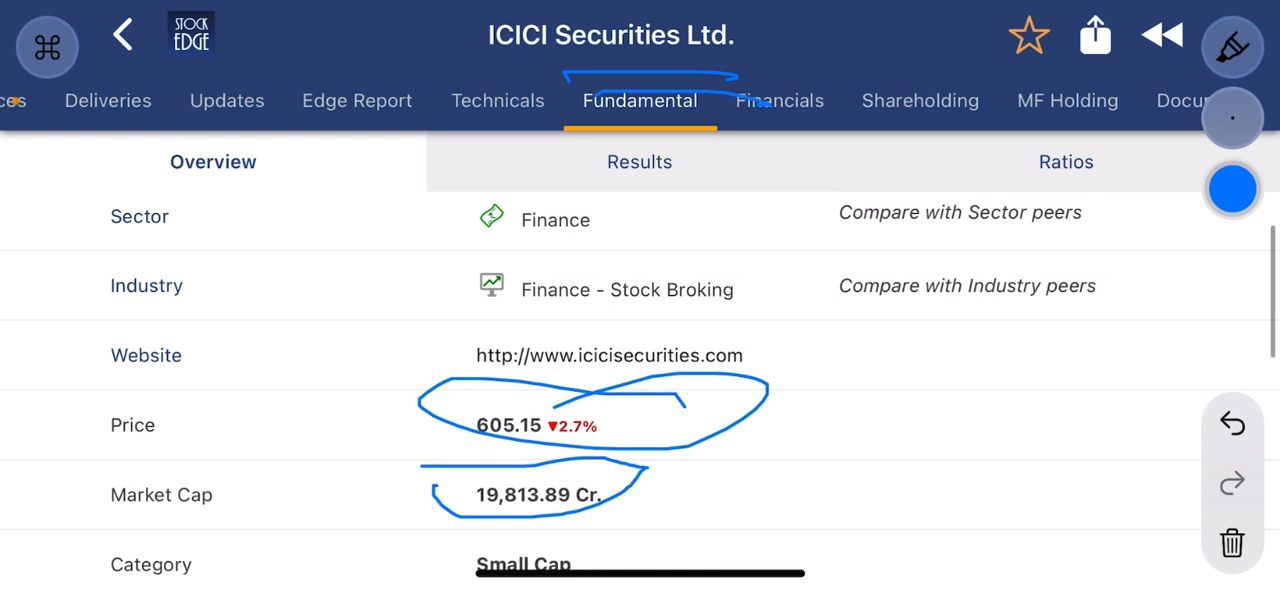 STOCK
EDGE
ICICI Securities Ltd.
Deliveries Updates Edge Report Technicals Fundamental Financials Shareholding MF Holding
Overview Results Ratios
Sector Finance Compare with Sector peers
Industry Finance - Stock Broking Compare with Industry peers
Website http://www.icicisecurities.com
Price 605.15 ▼2.7%
Market Cap 19,813.89 Cr.
Category Small Cap